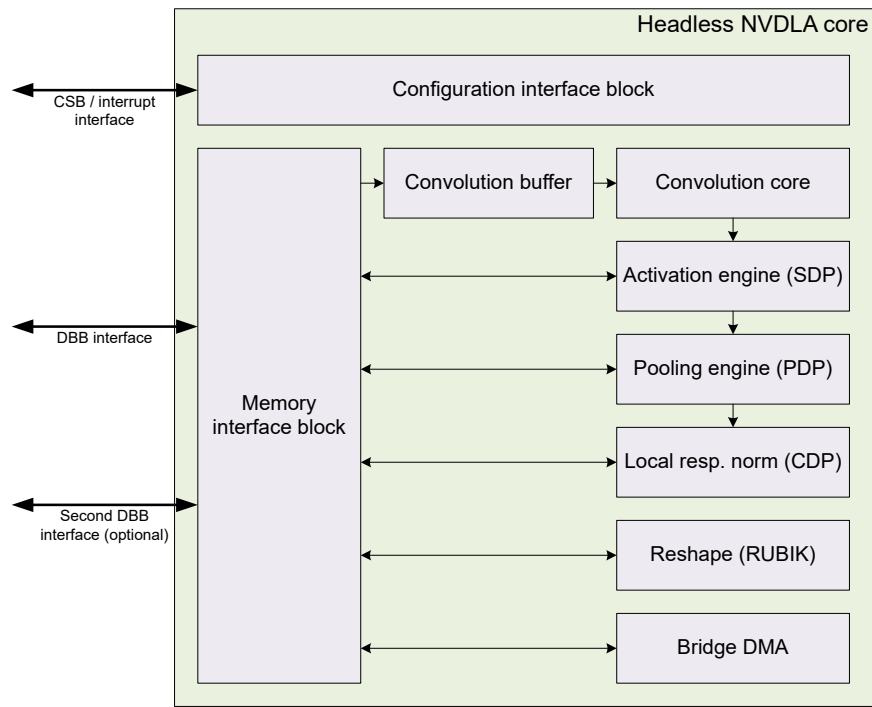 Headless NVDLA core
Configuration interface block
CSB / interrupt
interface
Convolution buffer
Convolution core
Activation engine (SDP)
DBB interface
Pooling engine (PDP)
Memory
interface block
Local resp. norm (CDP)
Second DBB
interface (optional)
Reshape (RUBIK)
Bridge DMA